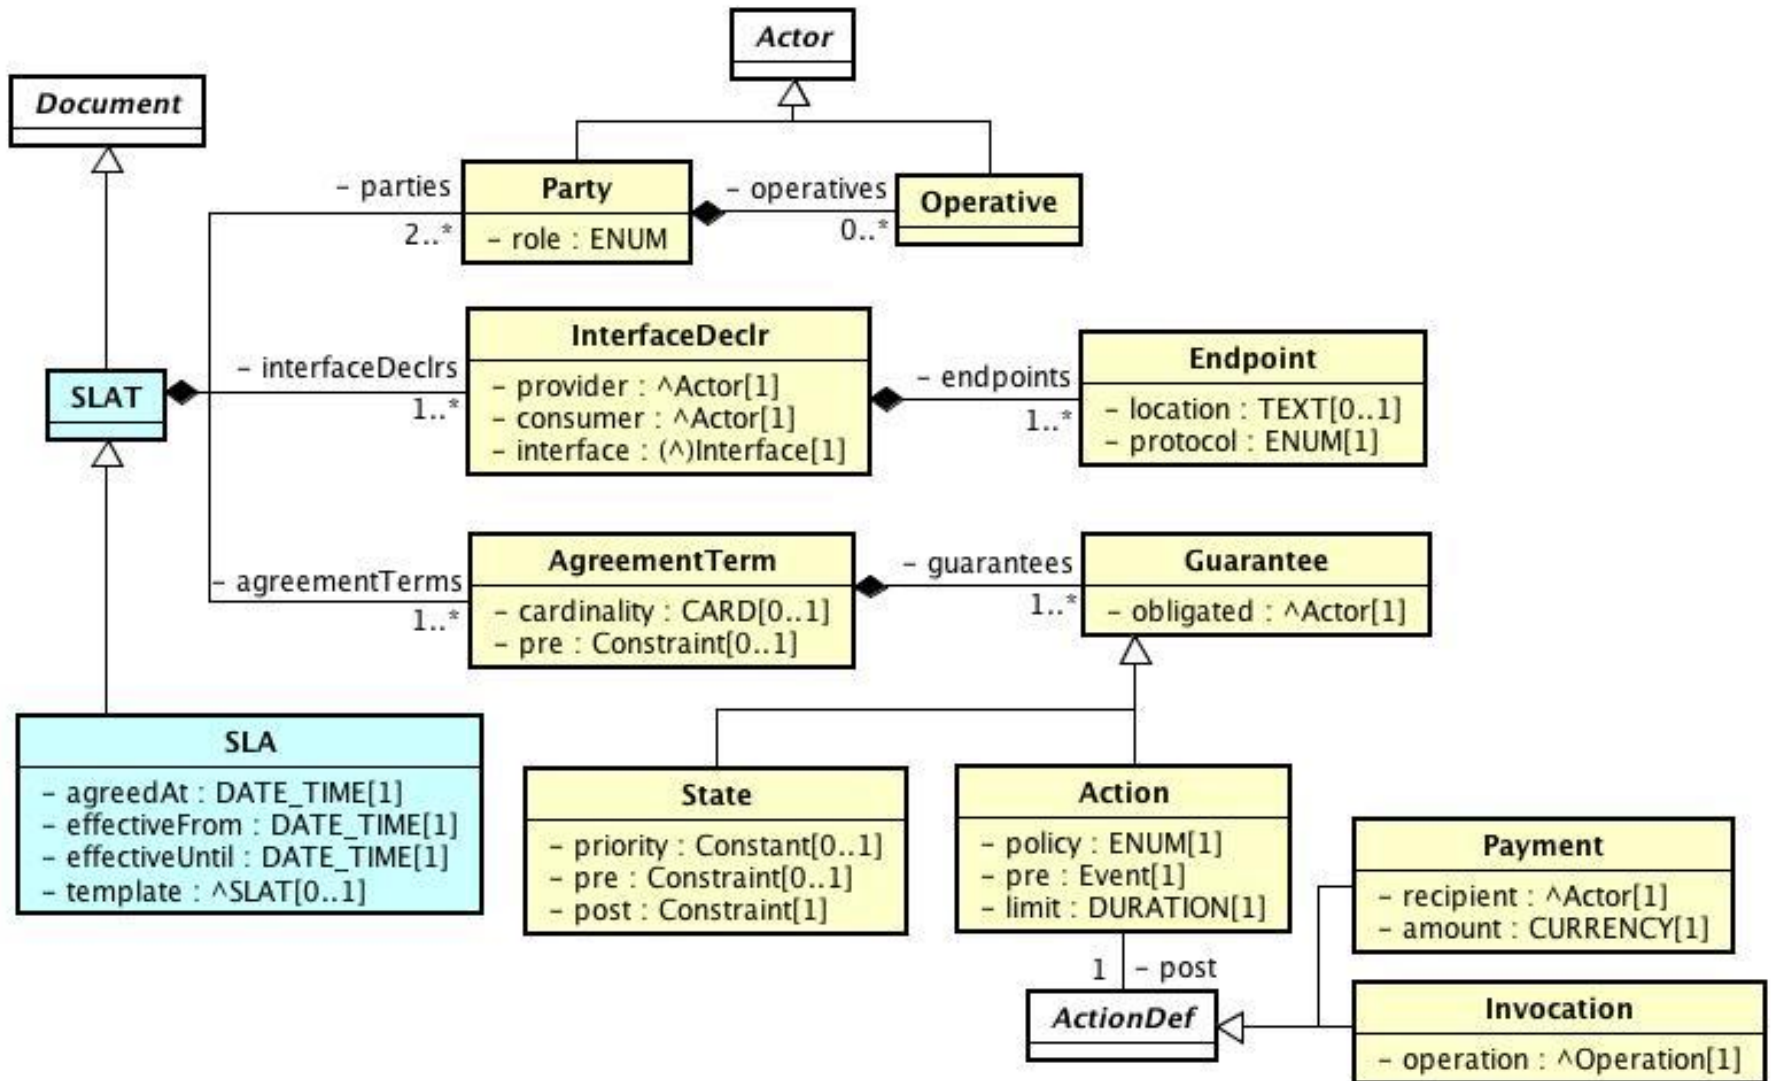 Actor
Document
– parties
2..*
Party
– role : ENUM
– operatives
0..*
Operative
InterfaceDeclr
– provider : ^Actor[1]
– consumer : ^Actor[1]
– interface : (^)Interface[1]
– interfaceDeclrs
1..*
SLAT
– endpoints
1..*
Endpoint
– location : TEXT[0..1]
– protocol : ENUM[1]
– agreementTerms
1..*
AgreementTerm
– cardinality : CARD[0..1]
– pre : Constraint[0..1]
– guarantees
1..*
Guarantee
– obligated : ^Actor[1]
SLA
– agreedAt : DATE_TIME[1]
– effectiveFrom : DATE_TIME[1]
– effectiveUntil : DATE_TIME[1]
– template : ^SLAT[0..1]
State
– priority : Constant[0..1]
– pre : Constraint[0..1]
– post : Constraint[1]
Action
– policy : ENUM[1]
– pre : Event[1]
– limit : DURATION[1]
1
– post
ActionDef
Payment
– recipient : ^Actor[1]
– amount : CURRENCY[1]
Invocation
– operation : ^Operation[1]